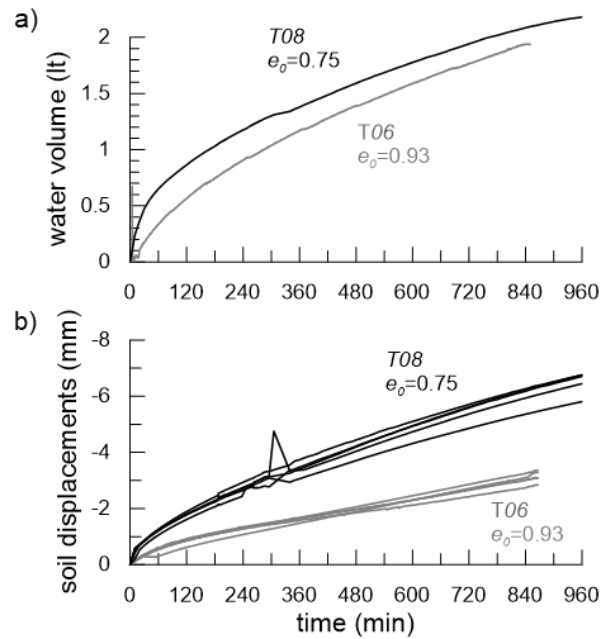 a)
water volume (lt)
2
1.5
1
0.5
0
T08
e₀=0.75
T06
e₀=0.93
0 120 240 360 480 600 720 840 960
b)
soil displacements (mm)
-8
-6
-4
-2
0
T08
e₀=0.75
T06
e₀=0.93
0 120 240 360 480 600 720 840 960
time (min)